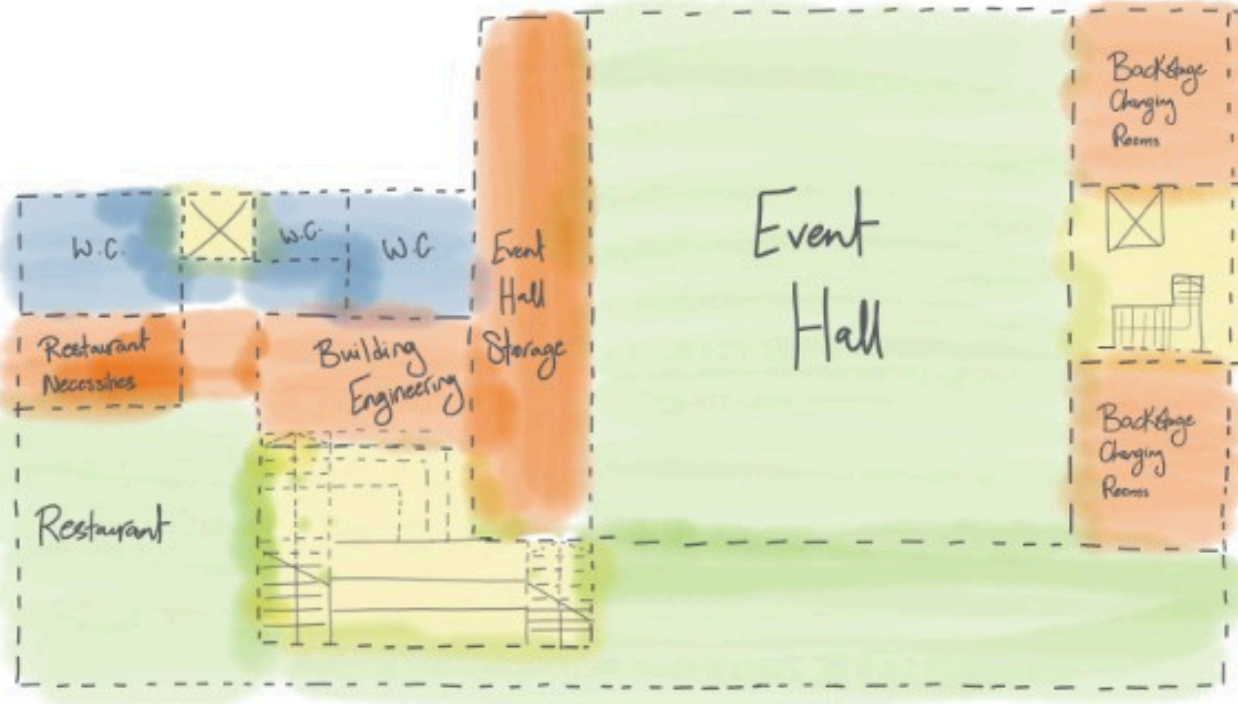 W.C.
W.C.
W.C
Restaurant
Necessities
Building
Engineering
Event
Hall
Storage
Event
Hall
Backstage
Changing
Rooms
Backstage
Changing
Rooms
Restaurant